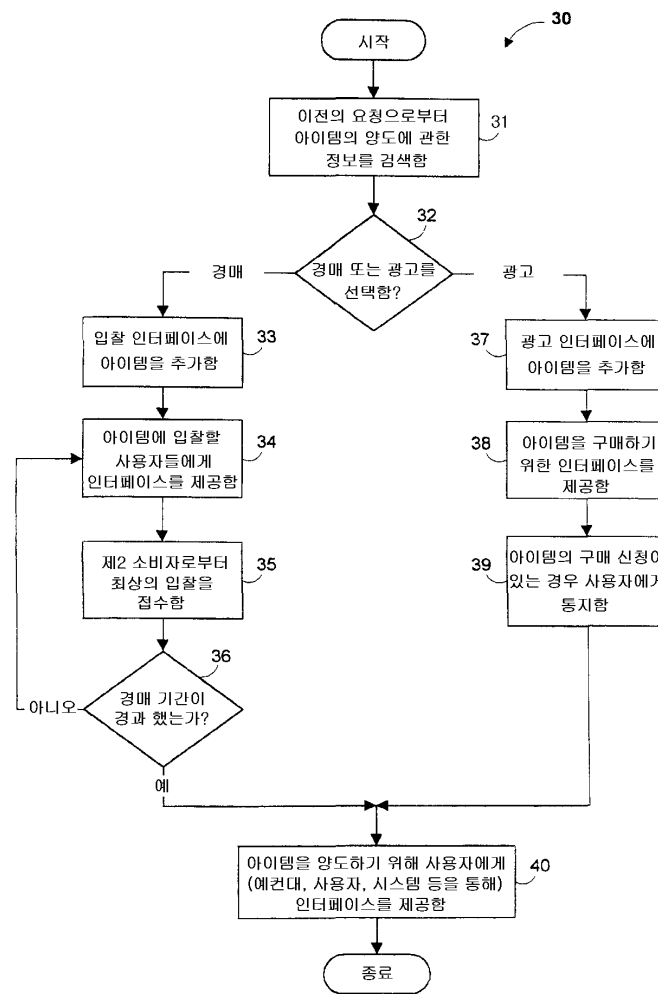 30
시작
이전의 요청으로부터
아이템의 양도에 관한
정보를 검색함
31
32
경매 또는 광고를
선택함?
경매
광고
입찰 인터페이스에
아이템을 추가함
33
아이템에 입찰할
사용자들에게
인터페이스를 제공함
34
제2 소비자로부터
최상의 입찰을
접수함
35
36
경매 기간이
경과 했는가?
아니오
예
37
광고 인터페이스에
아이템을 추가함
38
아이템을 구매하기
위한 인터페이스를
제공함
39
아이템의 구매 신청이
있는 경우 사용자에게
통지함
아이템을 양도하기 위해 사용자에게
(예컨대, 사용자, 시스템 등을 통해)
인터페이스를 제공함
40
종료